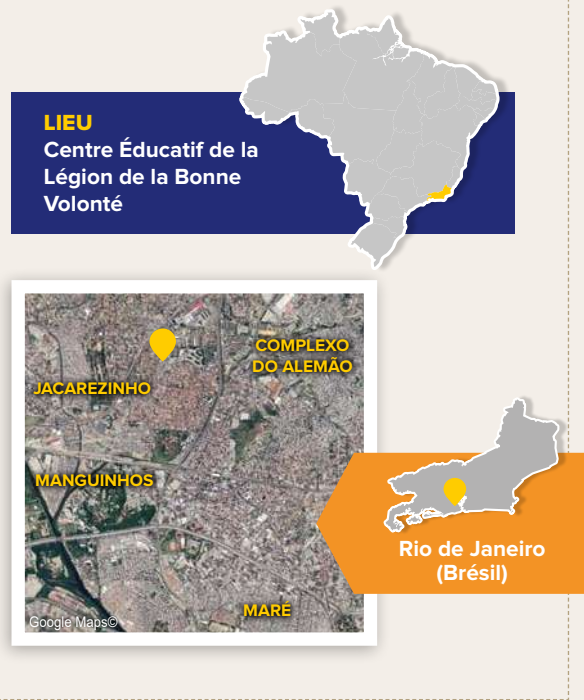 LIEU
Centre Éducatif de la
Légion de la Bonne
Volonté
COMPLEXO
DO ALEMÃO
JACAREZINHO
MANGUINHOS
MARÉ
Google Maps©
Rio de Janeiro
(Brésil)